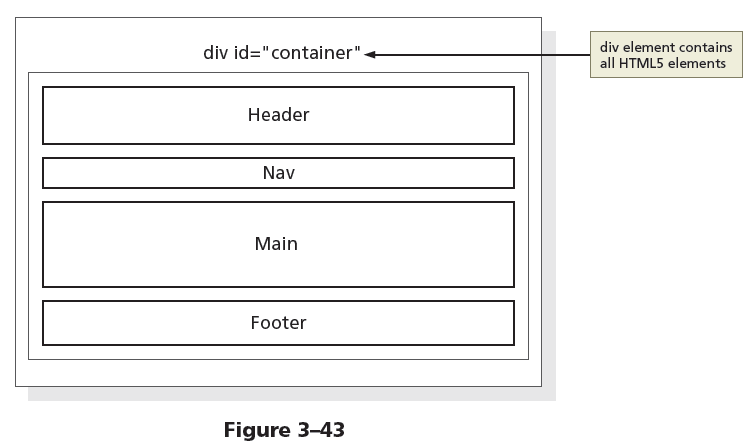 div id="container"
div element contains
all HTML5 elements
Header
Nav
Main
Footer
Figure 3–43